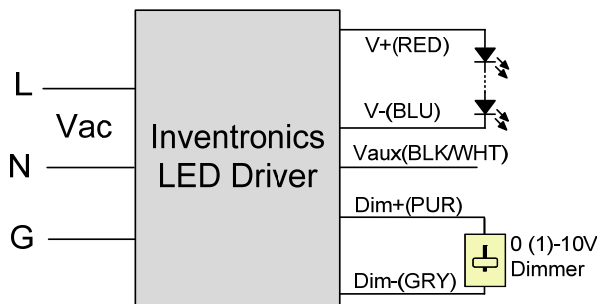 L
Vac
N
G
Inventronics
LED Driver
V+(RED)
V-(BLU)
Vaux(BLK/WHT)
Dim+(PUR)
Dim-(GRY)
0 (1)-10V
Dimmer